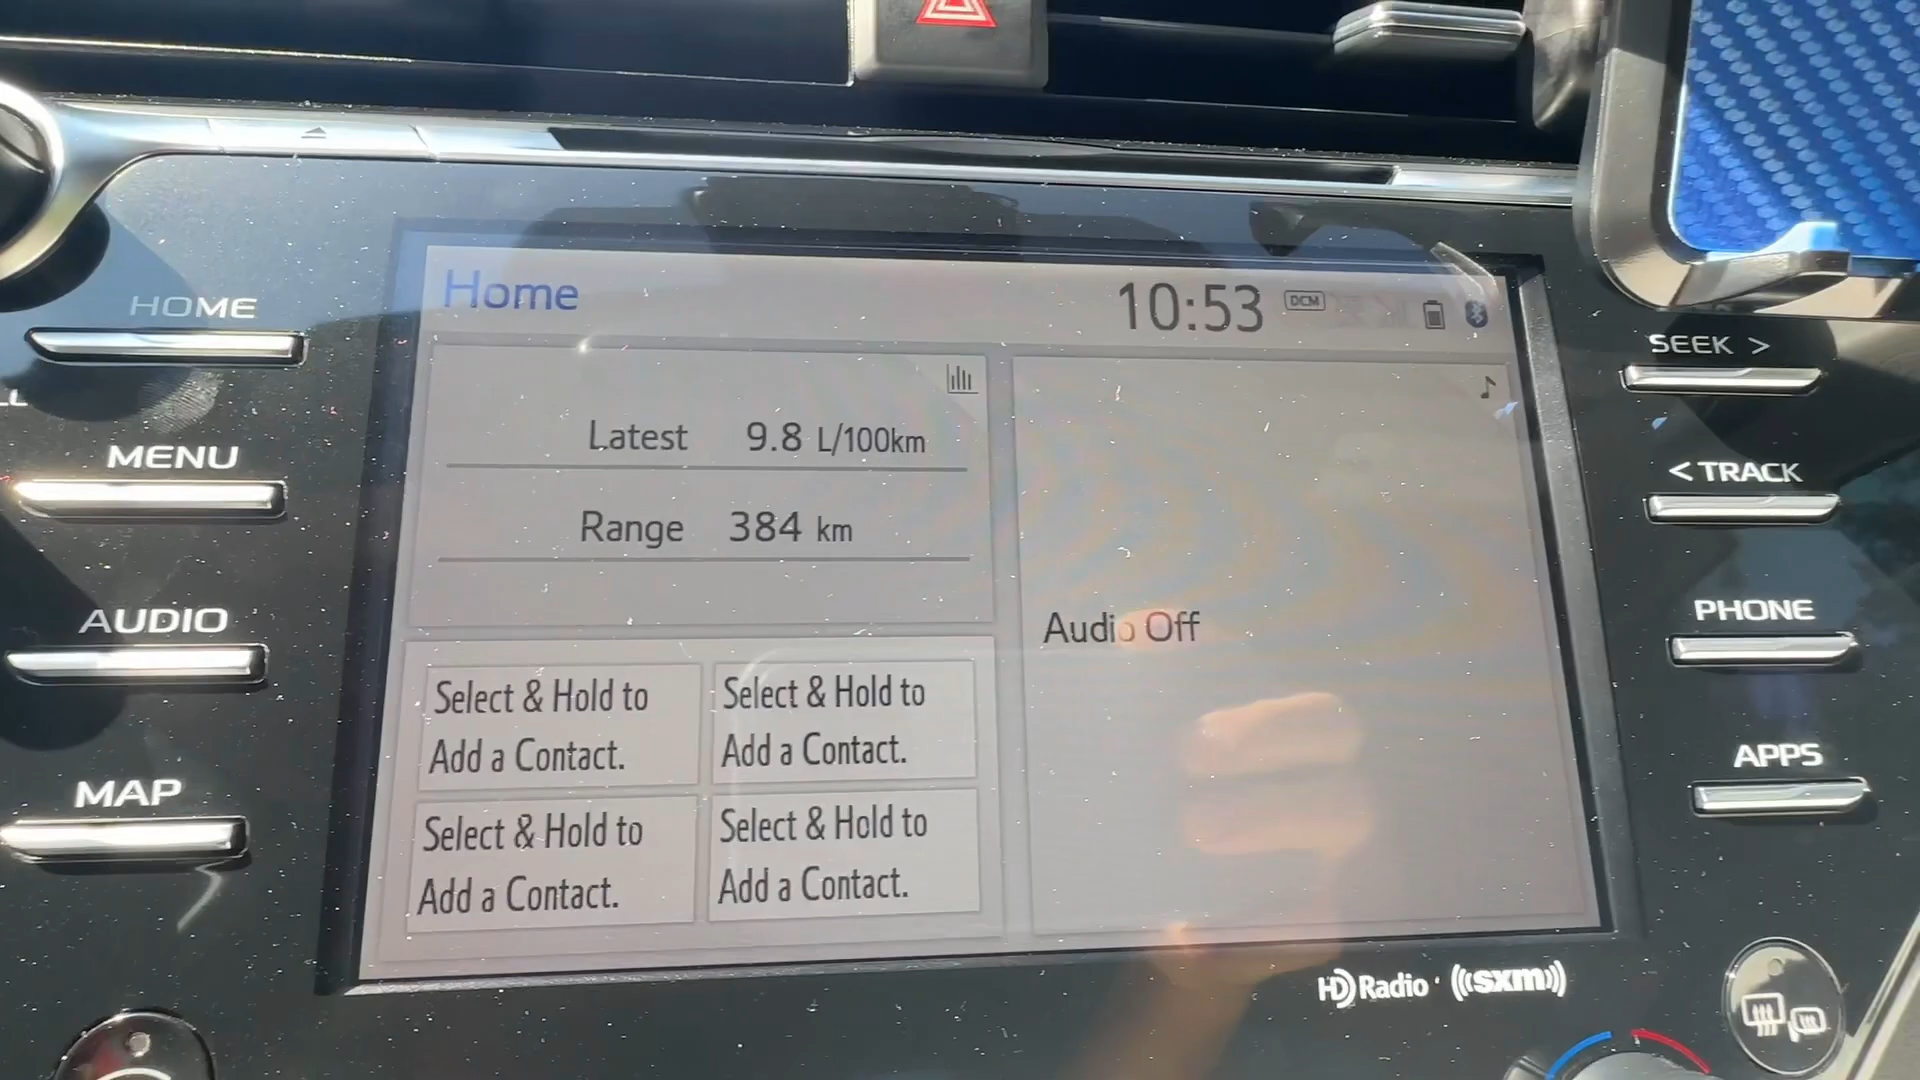 HOME
MENU
AUDIO
MAP
Home
10:53
DCM
Latest 9.8 L/100km
Range 384 km
Audio Off
Select & Hold to
Add a Contact.
Select & Hold to
Add a Contact.
Select & Hold to
Add a Contact.
Select & Hold to
Add a Contact.
SEEK >
< TRACK
PHONE
APPS
HD Radio
((sxm))